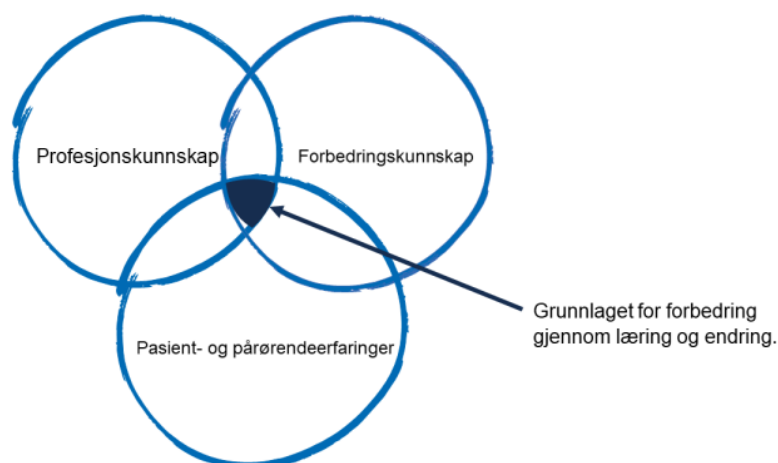 Profesjonskunnskap
Forbedringskunnskap
Pasient- og pårørendeerfaringer
Grunnlaget for forbedring
gjennom læring og endring.